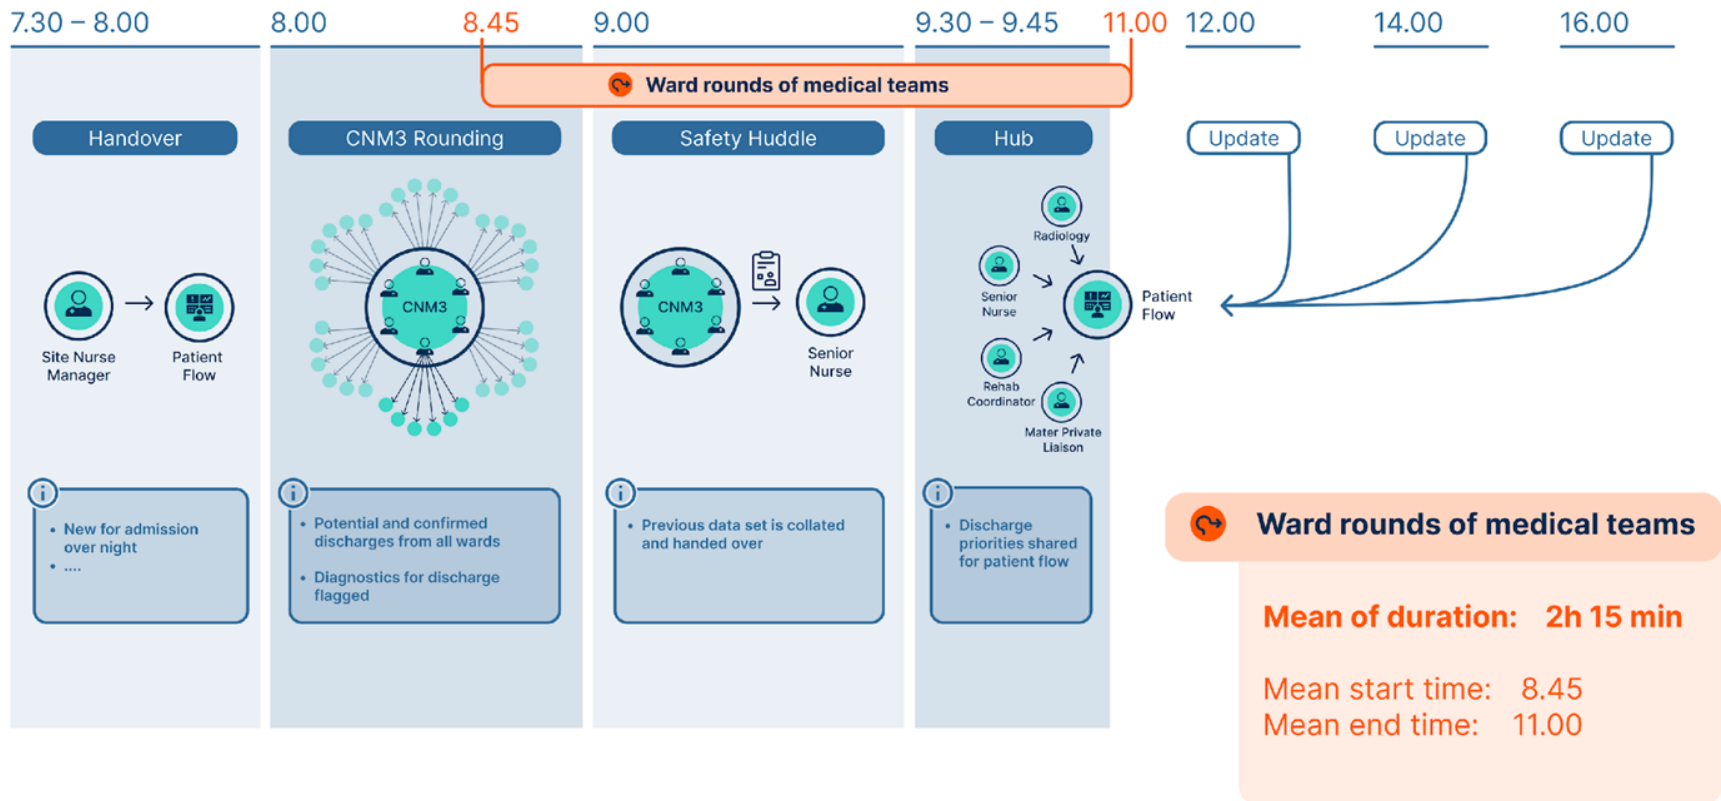 7.30 – 8.00
8.00
8.45
9.00
9.30 – 9.45
11.00
12.00
14.00
16.00
Ward rounds of medical teams
Handover
CNM3 Rounding
Safety Huddle
Hub
Update
Update
Update
Site Nurse
Manager
Patient
Flow
CNM3
CNM3
Senior
Nurse
Radiology
Senior
Nurse
Rehab
Coordinator
Mater Private
Liaison
Patient
Flow
i
• New for admission
over night
• ....
i
• Potential and confirmed
discharges from all wards
• Diagnostics for discharge
flagged
i
• Previous data set is collated
and handed over
i
• Discharge
priorities shared
for patient flow
Ward rounds of medical teams
Mean of duration: 2h 15 min
Mean start time: 8.45
Mean end time: 11.00